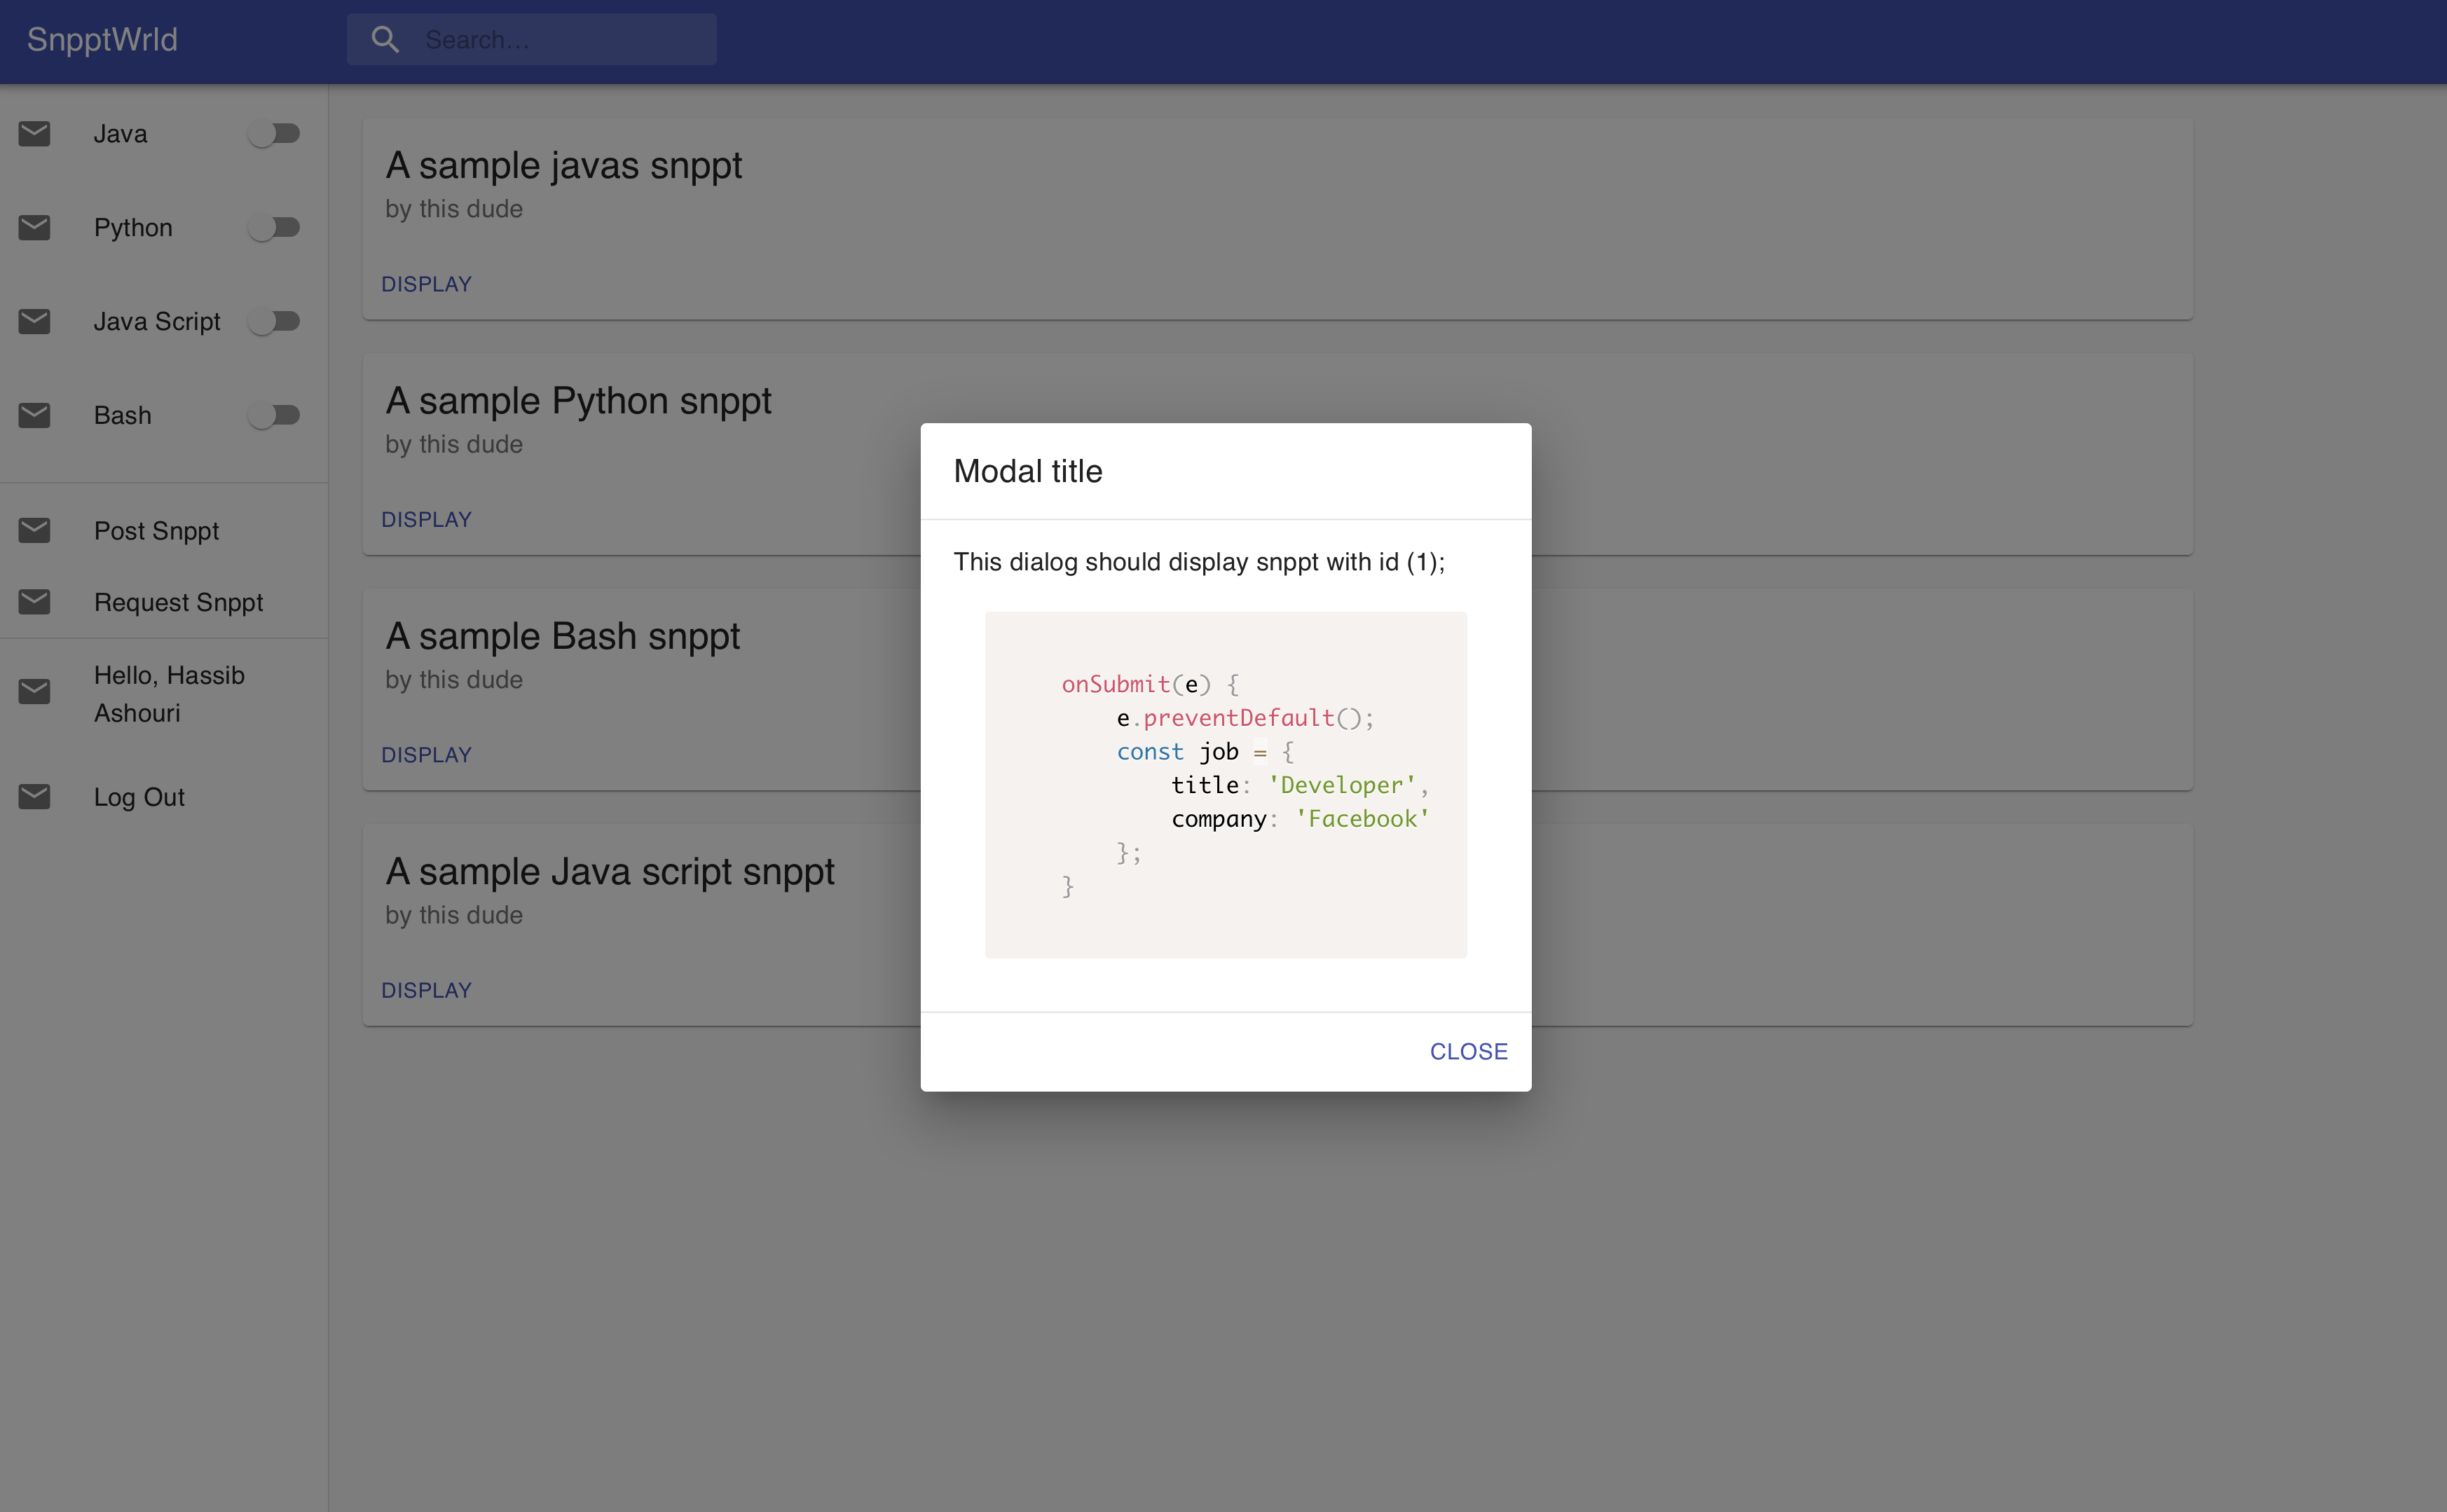 SnpptWrld
Search...
Java
Python
Java Script
Bash
Post Snppt
Request Snppt
Hello, Hassib
Ashouri
Log Out
A sample javas snppt
by this dude
DISPLAY
A sample Python snppt
by this dude
DISPLAY
A sample Bash snppt
by this dude
DISPLAY
A sample Java script snppt
by this dude
DISPLAY
Modal title
This dialog should display snppt with id (1);
onSubmit(e) {
    e.preventDefault();
    const job = {
        title: 'Developer',
        company: 'Facebook'
    };
}
CLOSE